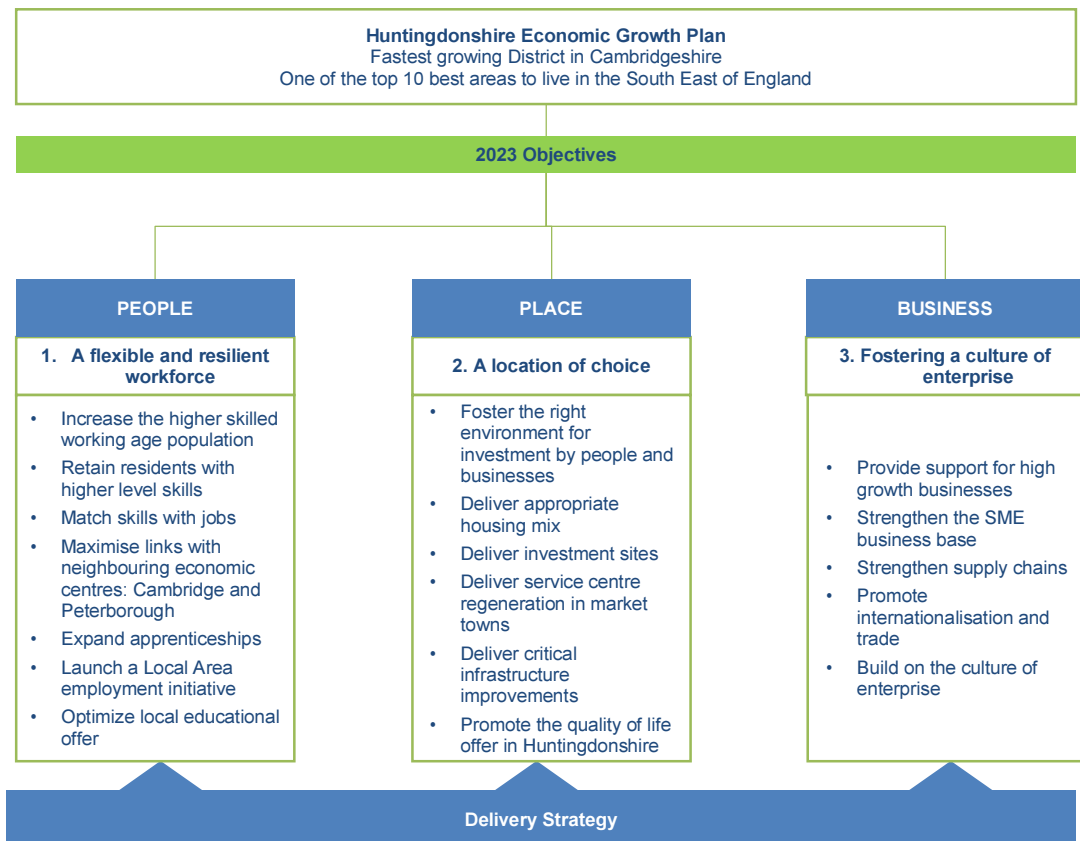 Huntingdonshire Economic Growth Plan
Fastest growing District in Cambridgeshire
One of the top 10 best areas to live in the South East of England
2023 Objectives
PEOPLE
1. A flexible and resilient
workforce
• Increase the higher skilled
working age population
• Retain residents with
higher level skills
• Match skills with jobs
• Maximise links with
neighbouring economic
centres: Cambridge and
Peterborough
• Expand apprenticeships
• Launch a Local Area
employment initiative
• Optimize local educational
offer
PLACE
2. A location of choice
• Foster the right
environment for
investment by people and
businesses
• Deliver appropriate
housing mix
• Deliver investment sites
• Deliver service centre
regeneration in market
towns
• Deliver critical
infrastructure
improvements
• Promote the quality of life
offer in Huntingdonshire
BUSINESS
3. Fostering a culture of
enterprise
• Provide support for high
growth businesses
• Strengthen the SME
business base
• Strengthen supply chains
• Promote
internationalisation and
trade
• Build on the culture of
enterprise
Delivery Strategy